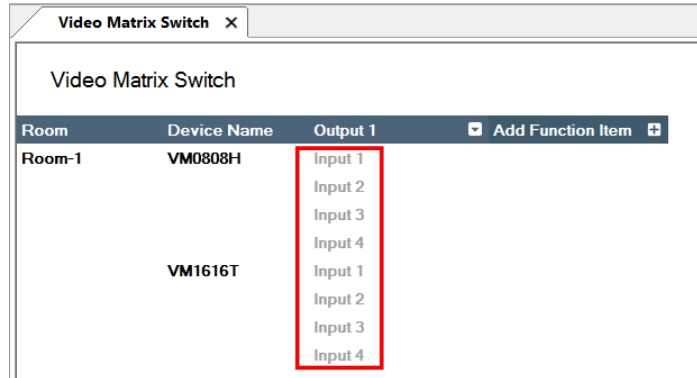 Video Matrix Switch X
Video Matrix Switch
Room Device Name Output 1 Add Function Item
Room-1 VM0808H Input 1
Input 2
Input 3
Input 4
VM1616T Input 1
Input 2
Input 3
Input 4